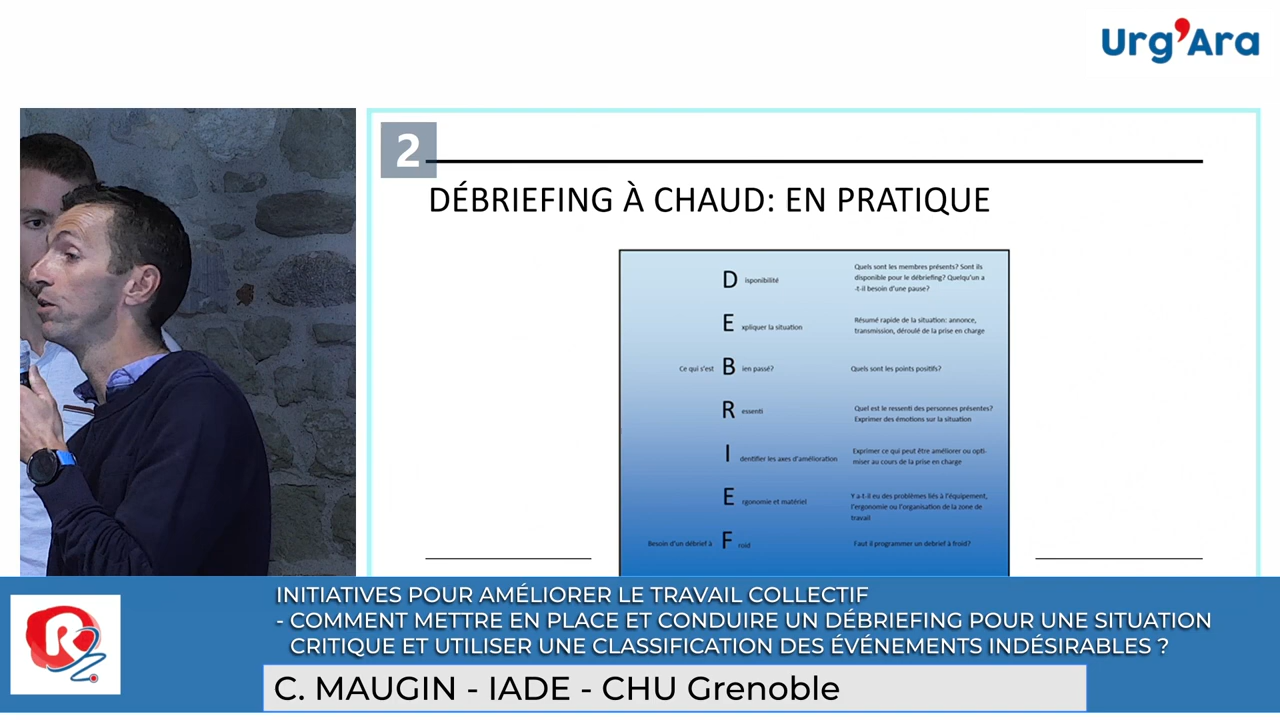 Urg'Ara
2
DÉBRIEFING À CHAUD: EN PRATIQUE
D isponibilité
Quels sont les membres présents? Sont ils
disponible pour le débriefing? Quelqu'un a
-t-il besoin d'une pause?
E xpliquer la situation
Résumé rapide de la situation: annonce,
transmission, déroulé de la prise en charge
Ce qui s'est B ien passé?
Quels sont les points positifs?
R essenti
Quel est le ressenti des personnes présentes?
Exprimer des émotions sur la situation
I dentifier les axes d'amélioration
Exprimer ce qui peut être améliorer ou opti-
miser au cours de la prise en charge
E rgonomie et matériel
Y a-t-il eu des problèmes liés à l'équipement,
l'ergonomie ou l'organisation de la zone de
travail
Besoin d'un débrief à F roid
Faut il programmer un debrief à froid?
R
INITIATIVES POUR AMÉLIORER LE TRAVAIL COLLECTIF
- COMMENT METTRE EN PLACE ET CONDUIRE UN DÉBRIEFING POUR UNE SITUATION
CRITIQUE ET UTILISER UNE CLASSIFICATION DES ÉVÉNEMENTS INDÉSIRABLES ?
C. MAUGIN - IADE - CHU Grenoble